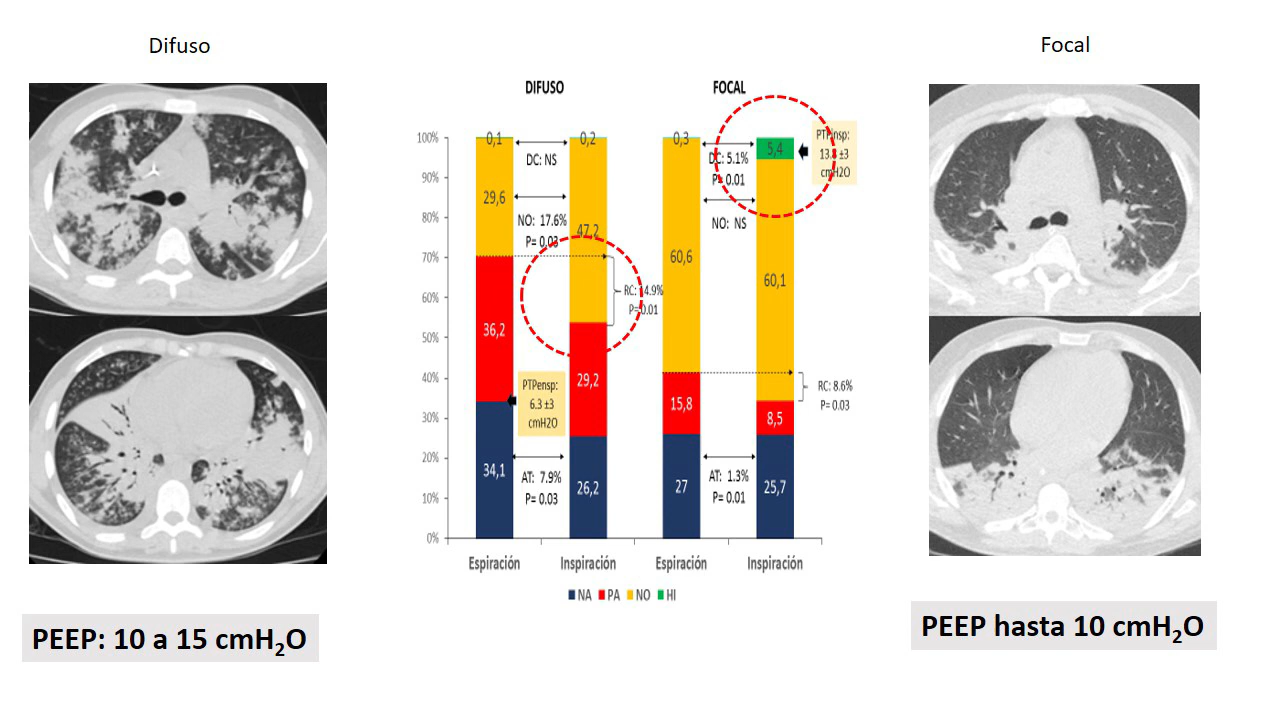 Difuso
Focal
DIFUSO
FOCAL
100%
90%
80%
70%
60%
50%
40%
30%
20%
10%
0%
0,1
29,6
36,2
34,1
DC: NS
NO: 17.6%
P= 0.03
PTPensp:
6.3 ±3
cmH2O
AT: 7.9%
P= 0.03
0,2
47,2
29,2
26,2
RC: 14.9%
P= 0.01
0,3
60,6
15,8
27
DC: 5.1%
P= 0.01
NO: NS
AT: 1.3%
P= 0.01
5,4
60,1
8,5
25,7
cmH2O
RC: 8.6%
P= 0.03
Espiración
Inspiración
Espiración
Inspiración
NA PA NO HI
PEEP: 10 a 15 cmH₂O
PEEP hasta 10 cmH₂O